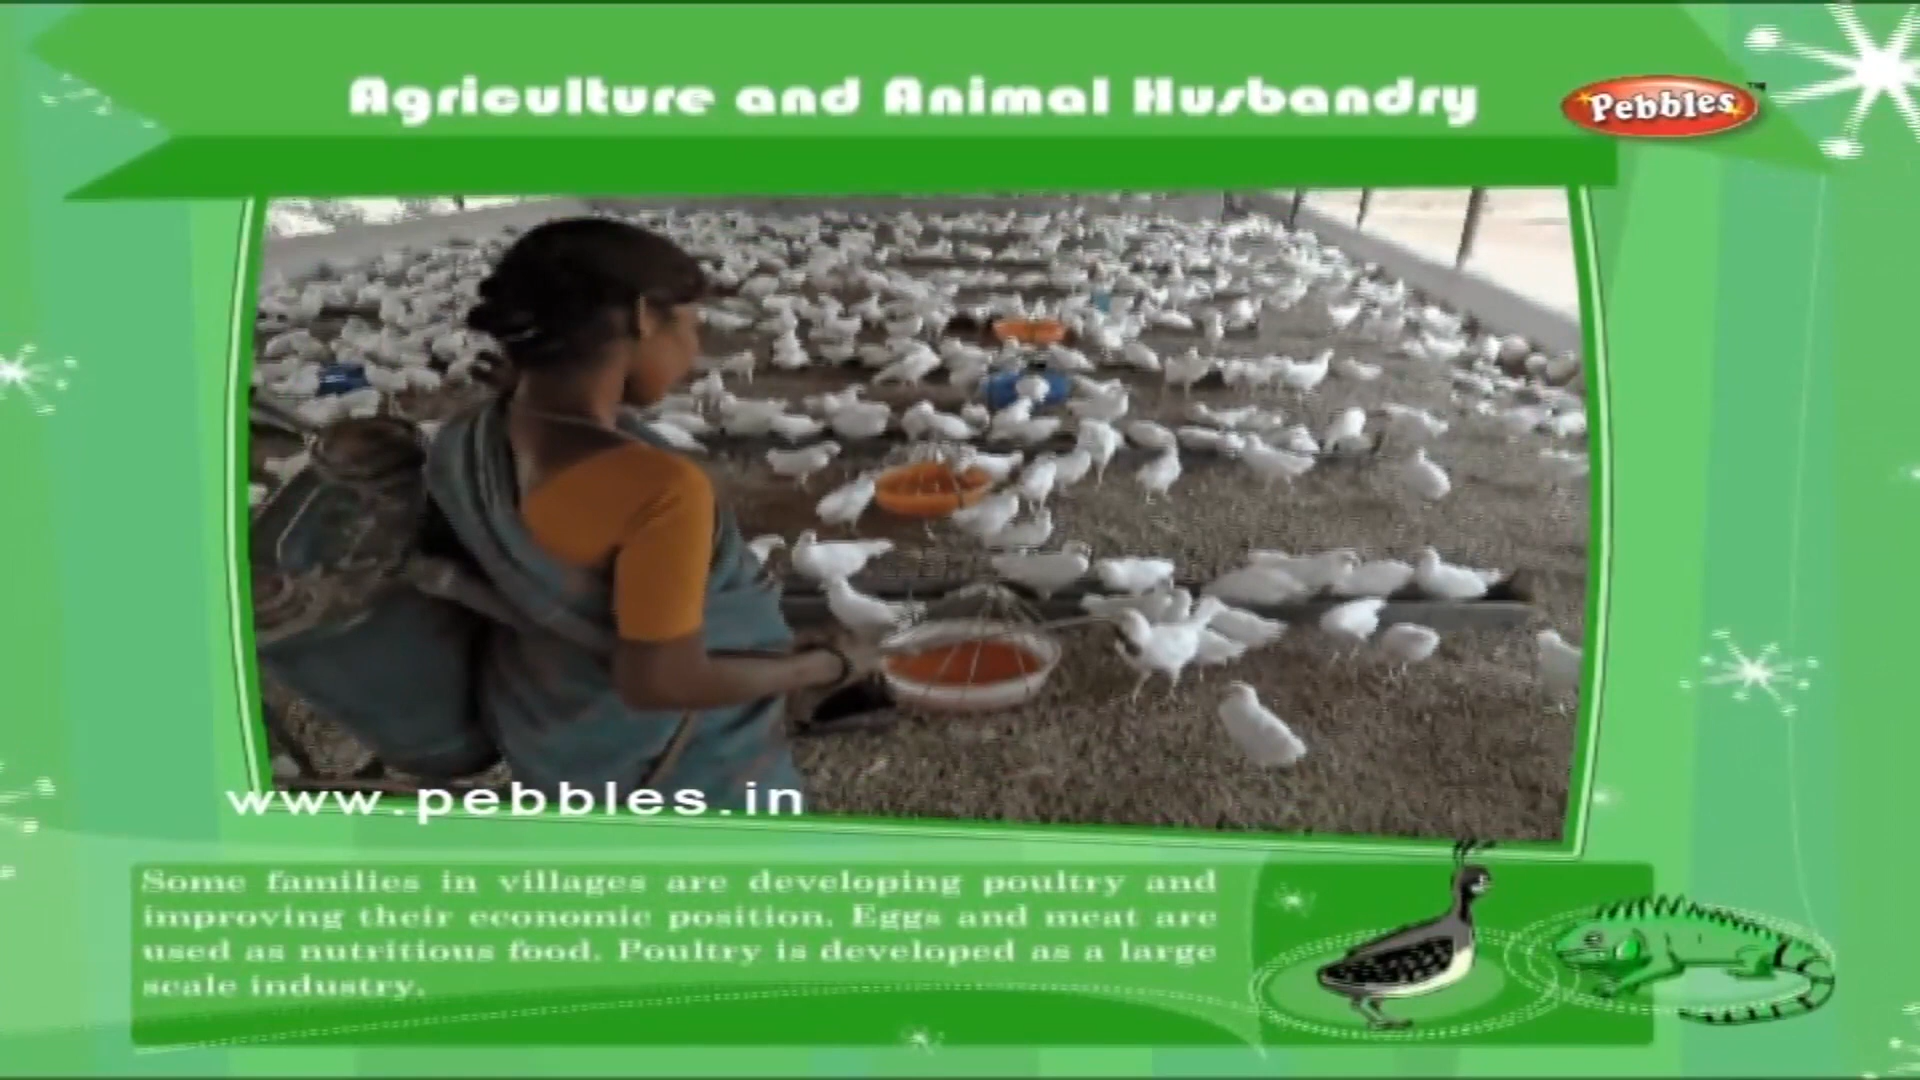 Agriculture and Animal Husbandry
Pebbles™
www.pebbles.in
Some families in villages are developing poultry and
improving their economic position. Eggs and meat are
used as nutritious food. Poultry is developed as a large
scale industry.